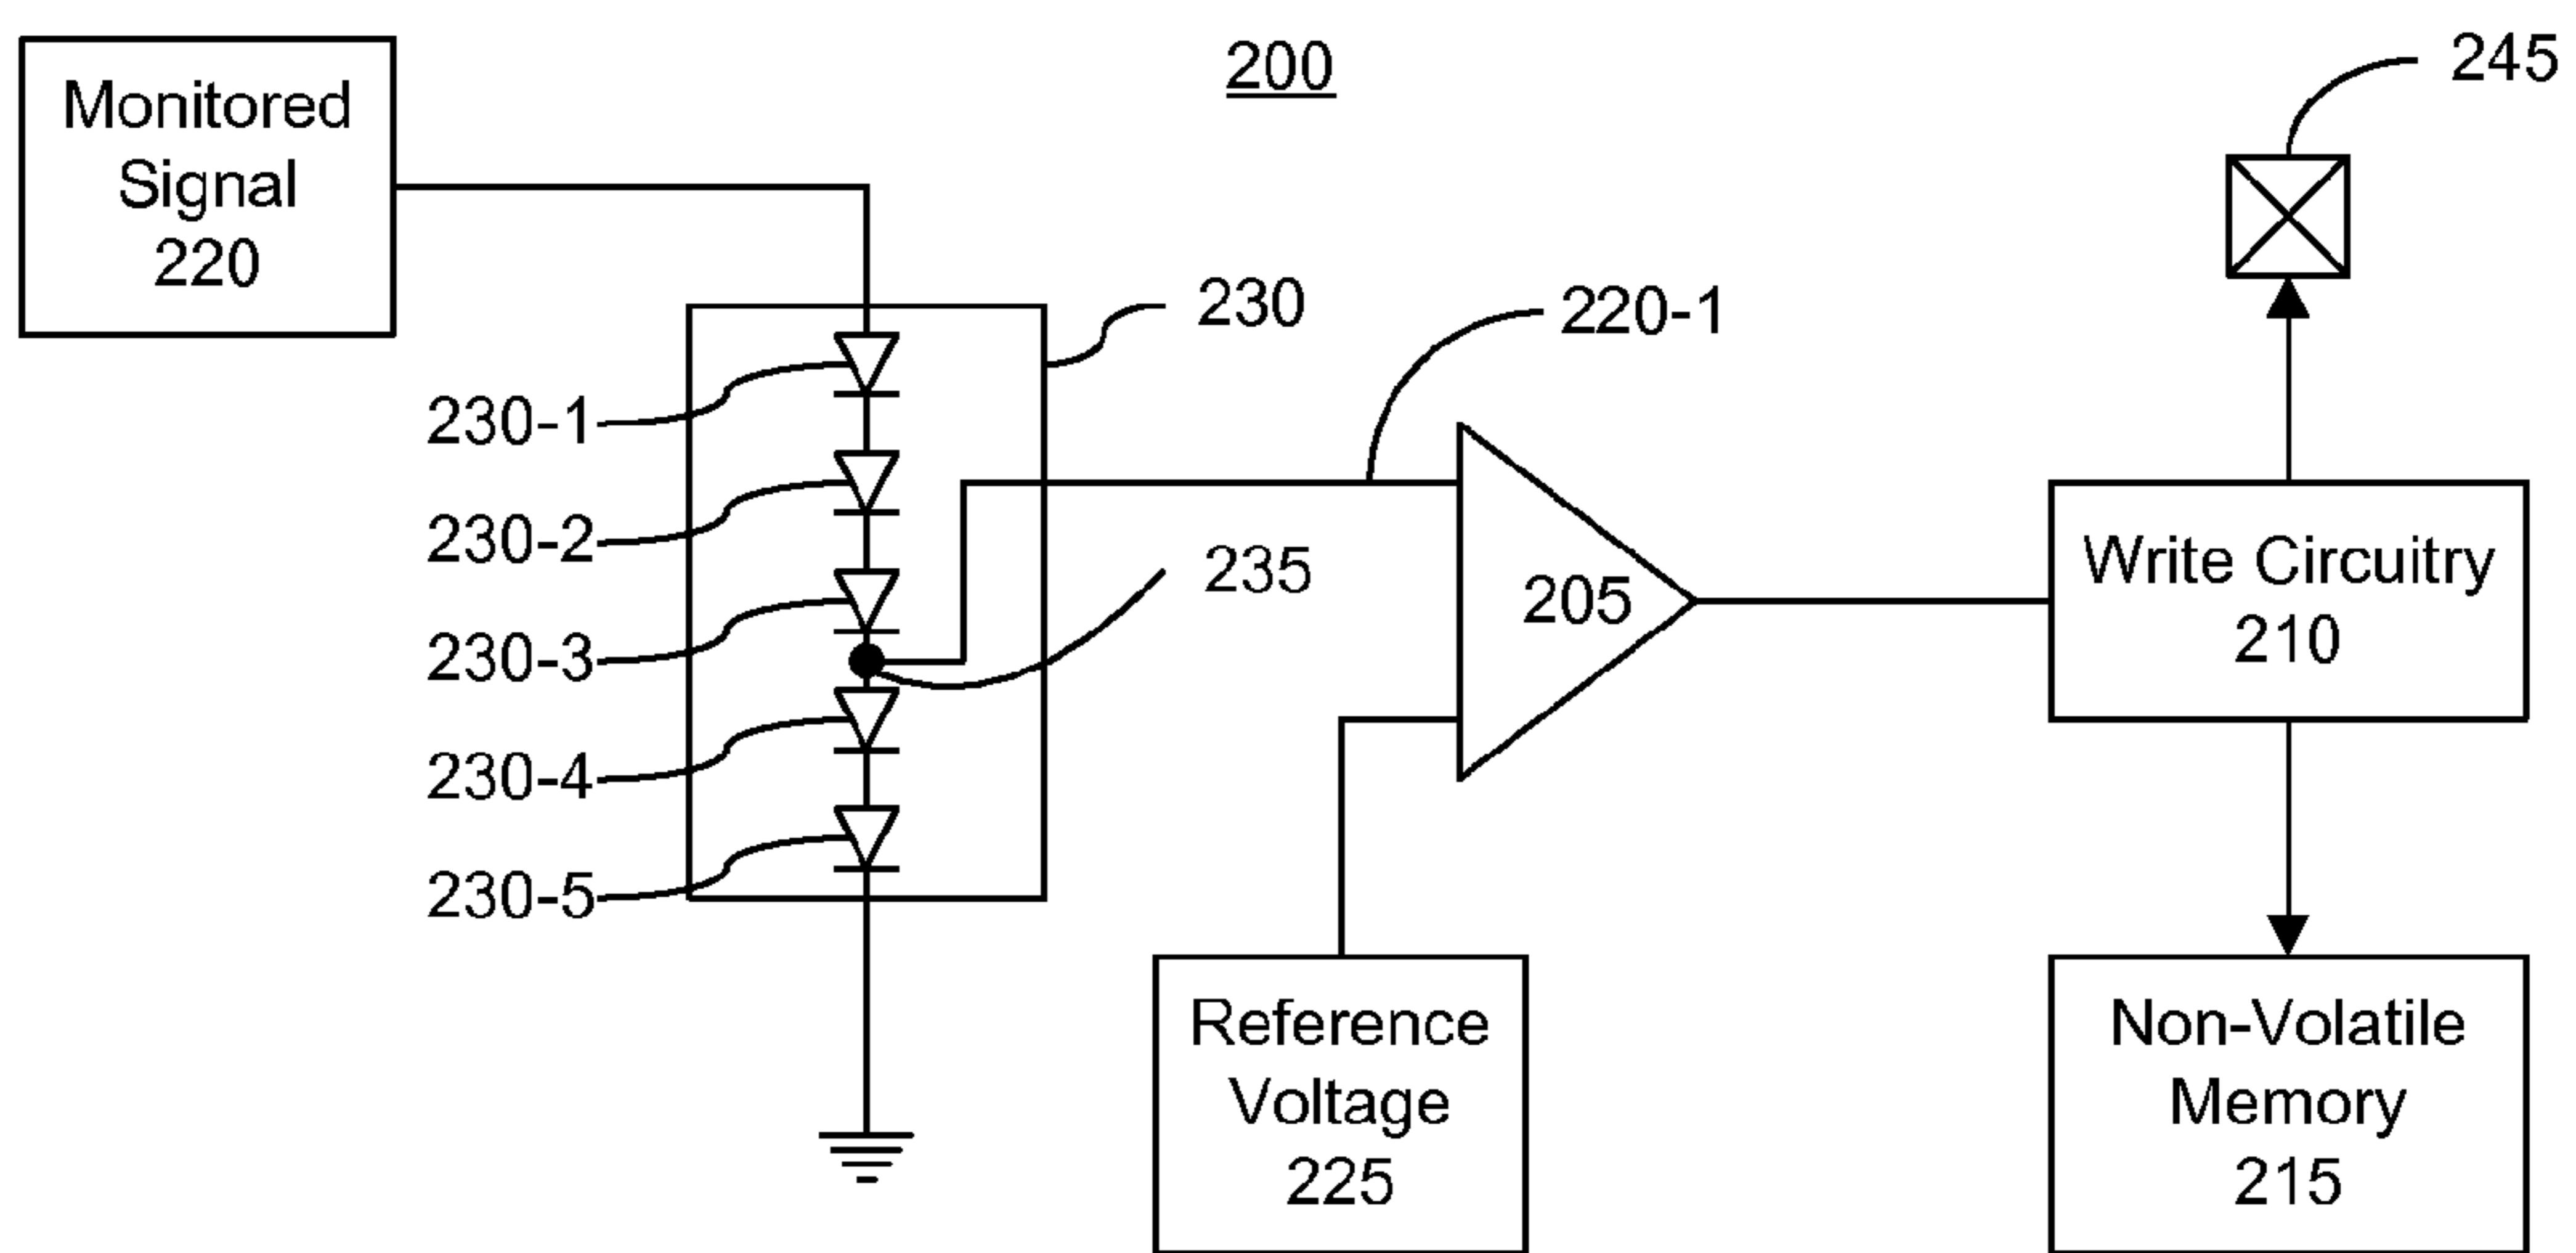 200
245
Monitored
Signal
220
230
220-1
230-1
230-2
235
230-3
230-4
230-5
205
Write Circuitry
210
Reference
Voltage
225
Non-Volatile
Memory
215